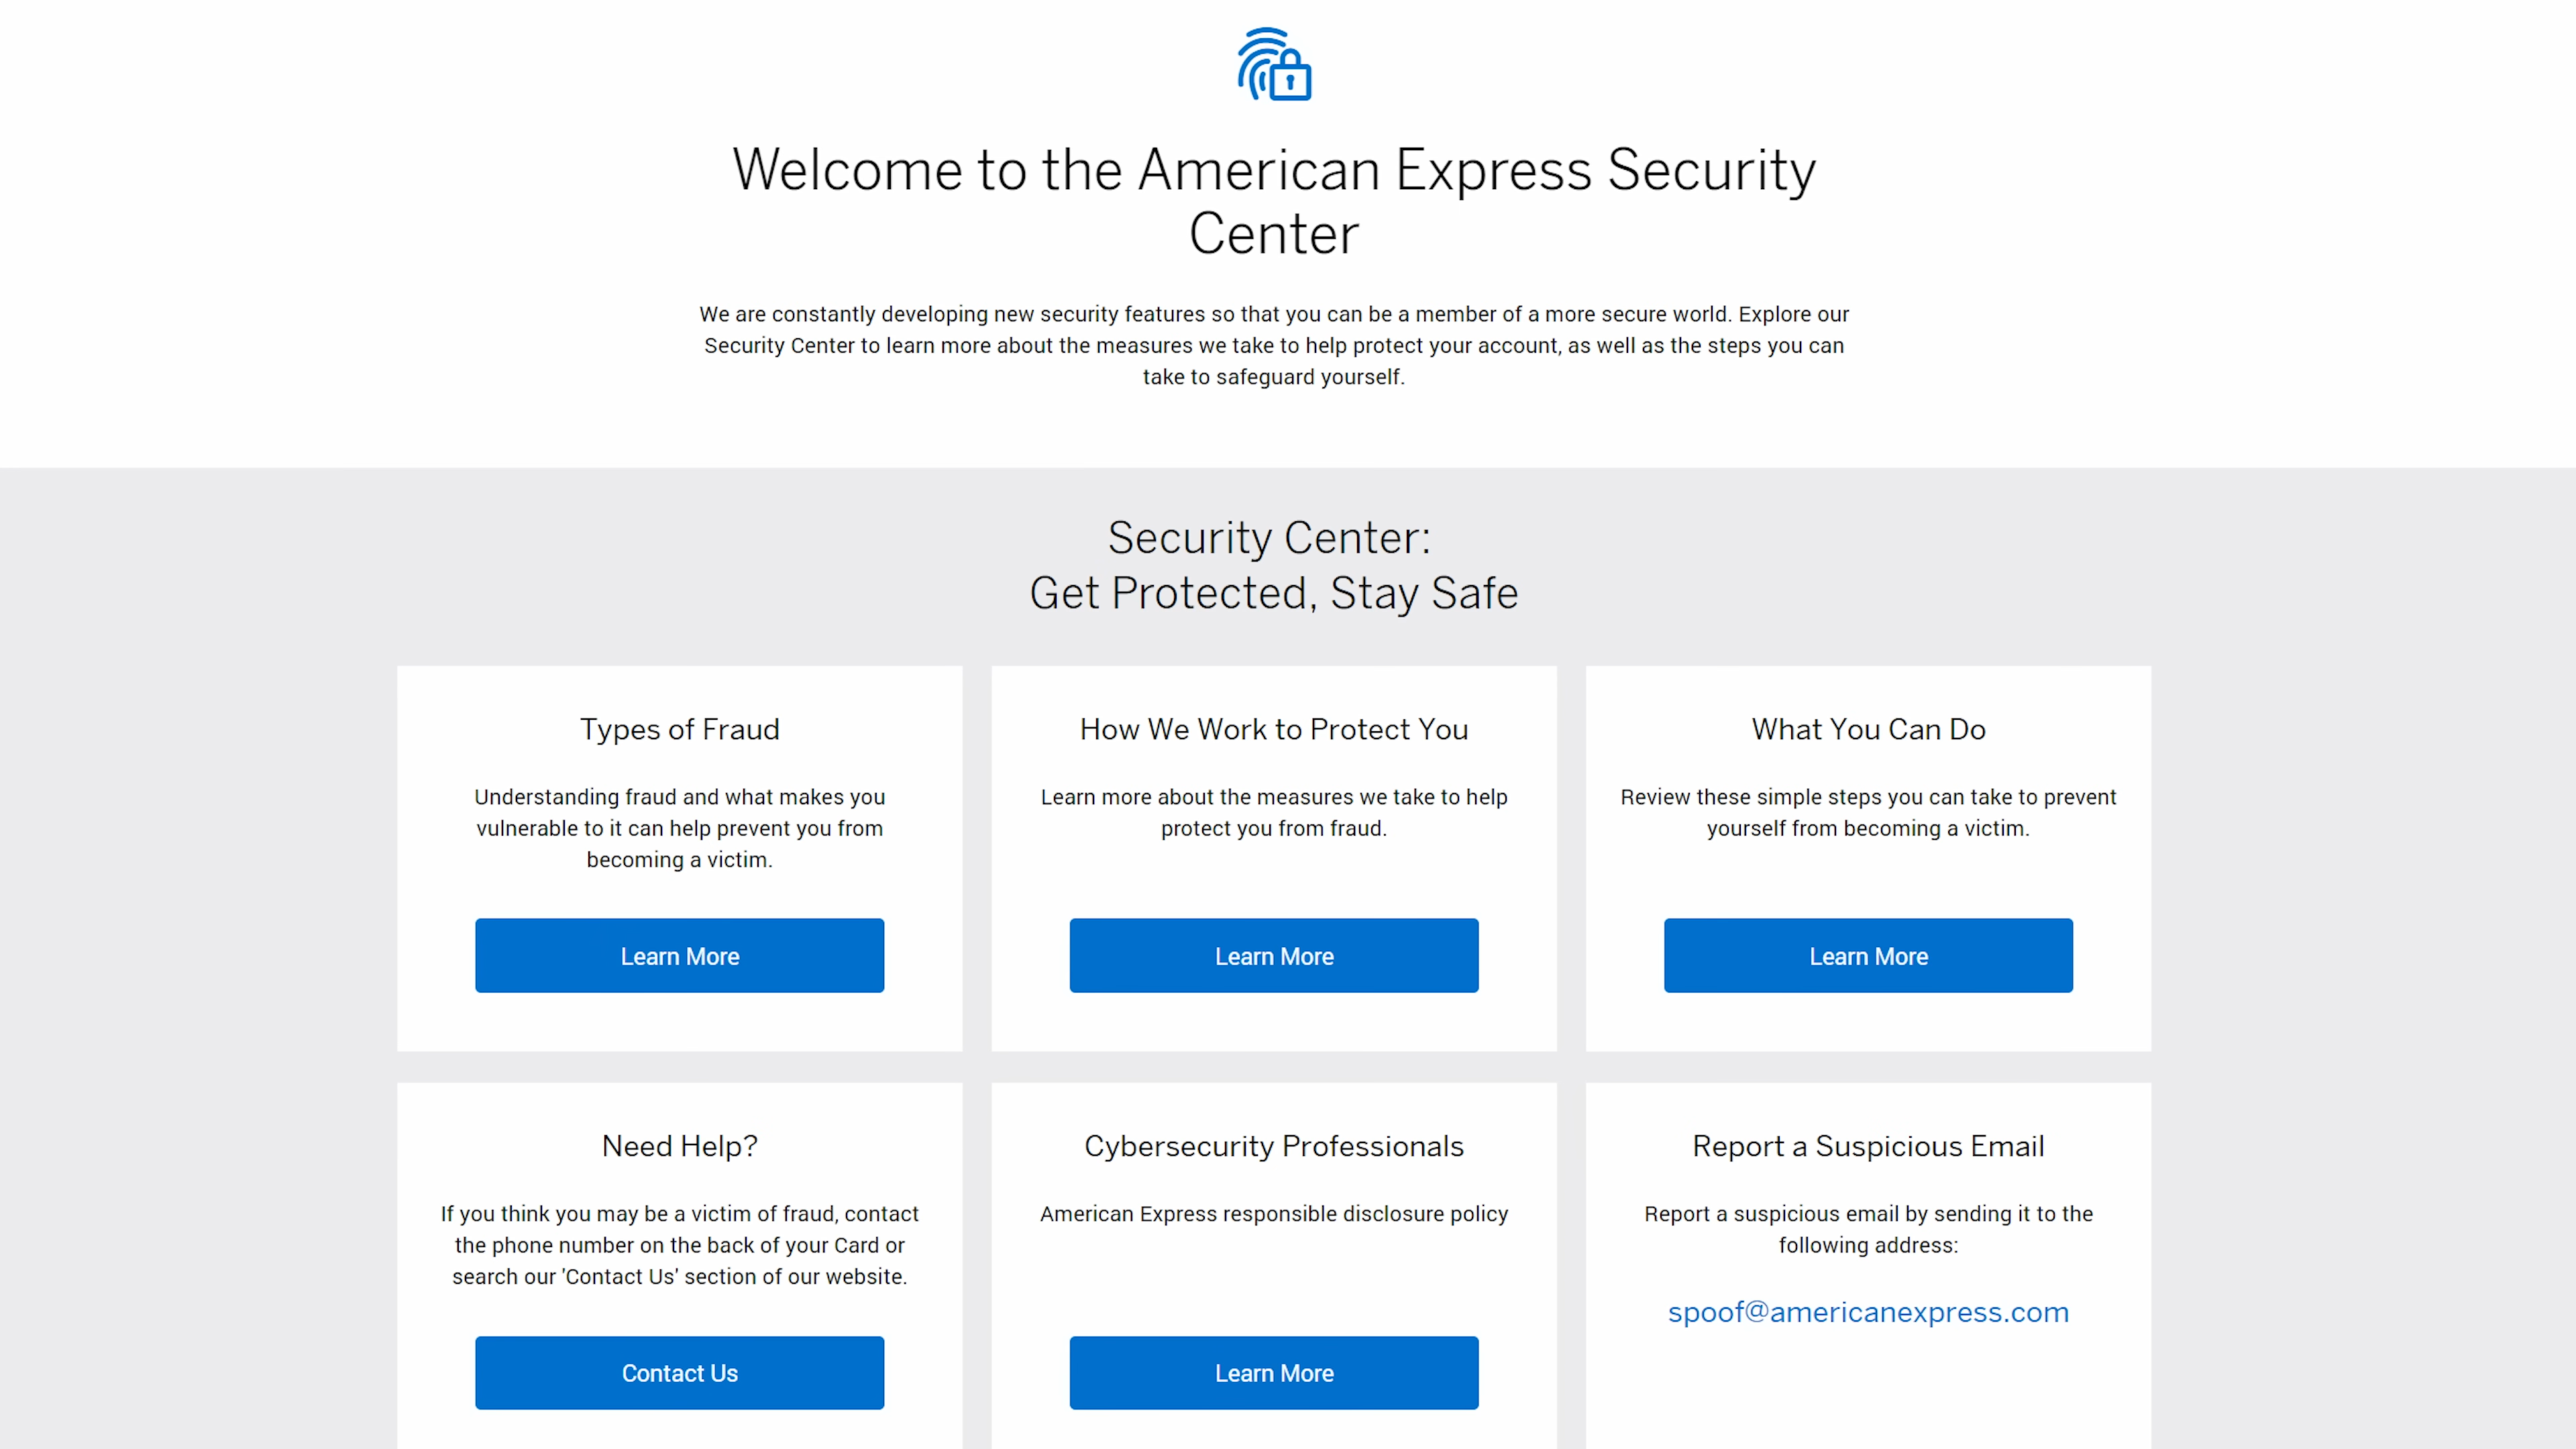 Welcome to the American Express Security
Center
We are constantly developing new security features so that you can be a member of a more secure world. Explore our
Security Center to learn more about the measures we take to help protect your account, as well as the steps you can
take to safeguard yourself.
Security Center:
Get Protected, Stay Safe
Types of Fraud
Understanding fraud and what makes you
vulnerable to it can help prevent you from
becoming a victim.
Learn More
How We Work to Protect You
Learn more about the measures we take to help
protect you from fraud.
Learn More
What You Can Do
Review these simple steps you can take to prevent
yourself from becoming a victim.
Learn More
Need Help?
If you think you may be a victim of fraud, contact
the phone number on the back of your Card or
search our 'Contact Us' section of our website.
Contact Us
Cybersecurity Professionals
American Express responsible disclosure policy
Learn More
Report a Suspicious Email
Report a suspicious email by sending it to the
following address:
spoof@americanexpress.com